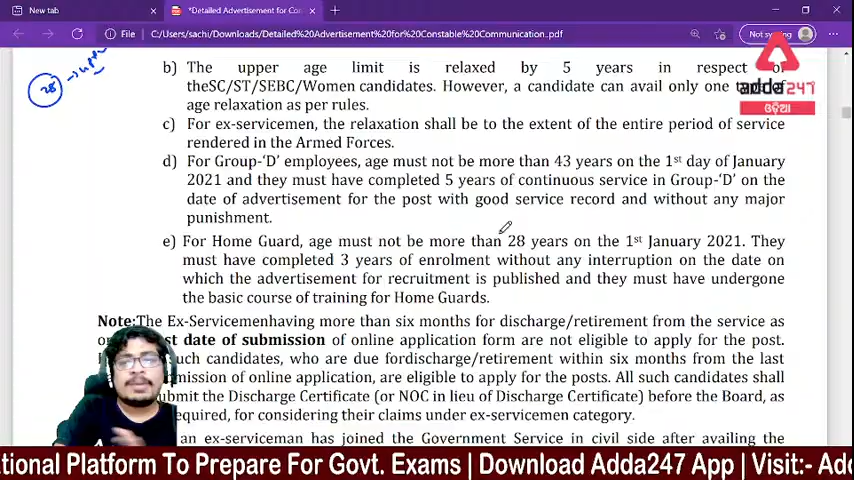 New tab
*Detailed Advertisement for Con
File
C:/Users/sachi/Downloads/Detailed%20Advertisement%20for%20Constable%20Communication.pdf
Not syncing
28 → upper
adda247
ଓଡ଼ିଆ
b) The upper age limit is relaxed by 5 years in respect of
theSC/ST/SEBC/Women candidates. However, a candidate can avail only one of
age relaxation as per rules.
c) For ex-servicemen, the relaxation shall be to the extent of the entire period of service
rendered in the Armed Forces.
d) For Group-‘D’ employees, age must not be more than 43 years on the 1st day of January
2021 and they must have completed 5 years of continuous service in Group-‘D’ on the
date of advertisement for the post with good service record and without any major
punishment.
e) For Home Guard, age must not be more than 28 years on the 1st January 2021. They
must have completed 3 years of enrolment without any interruption on the date on
which the advertisement for recruitment is published and they must have undergone
the basic course of training for Home Guards.
Note:The Ex-Servicemenhaving more than six months for discharge/retirement from the service as
st date of submission of online application form are not eligible to apply for the post.
such candidates, who are due fordischarge/retirement within six months from the last
mission of online application, are eligible to apply for the posts. All such candidates shall
ubmit the Discharge Certificate (or NOC in lieu of Discharge Certificate) before the Board, as
equired, for considering their claims under ex-servicemen category.
an ex-serviceman has joined the Government Service in civil side after availing the
ational Platform To Prepare For Govt. Exams | Download Adda247 App | Visit:- Ad